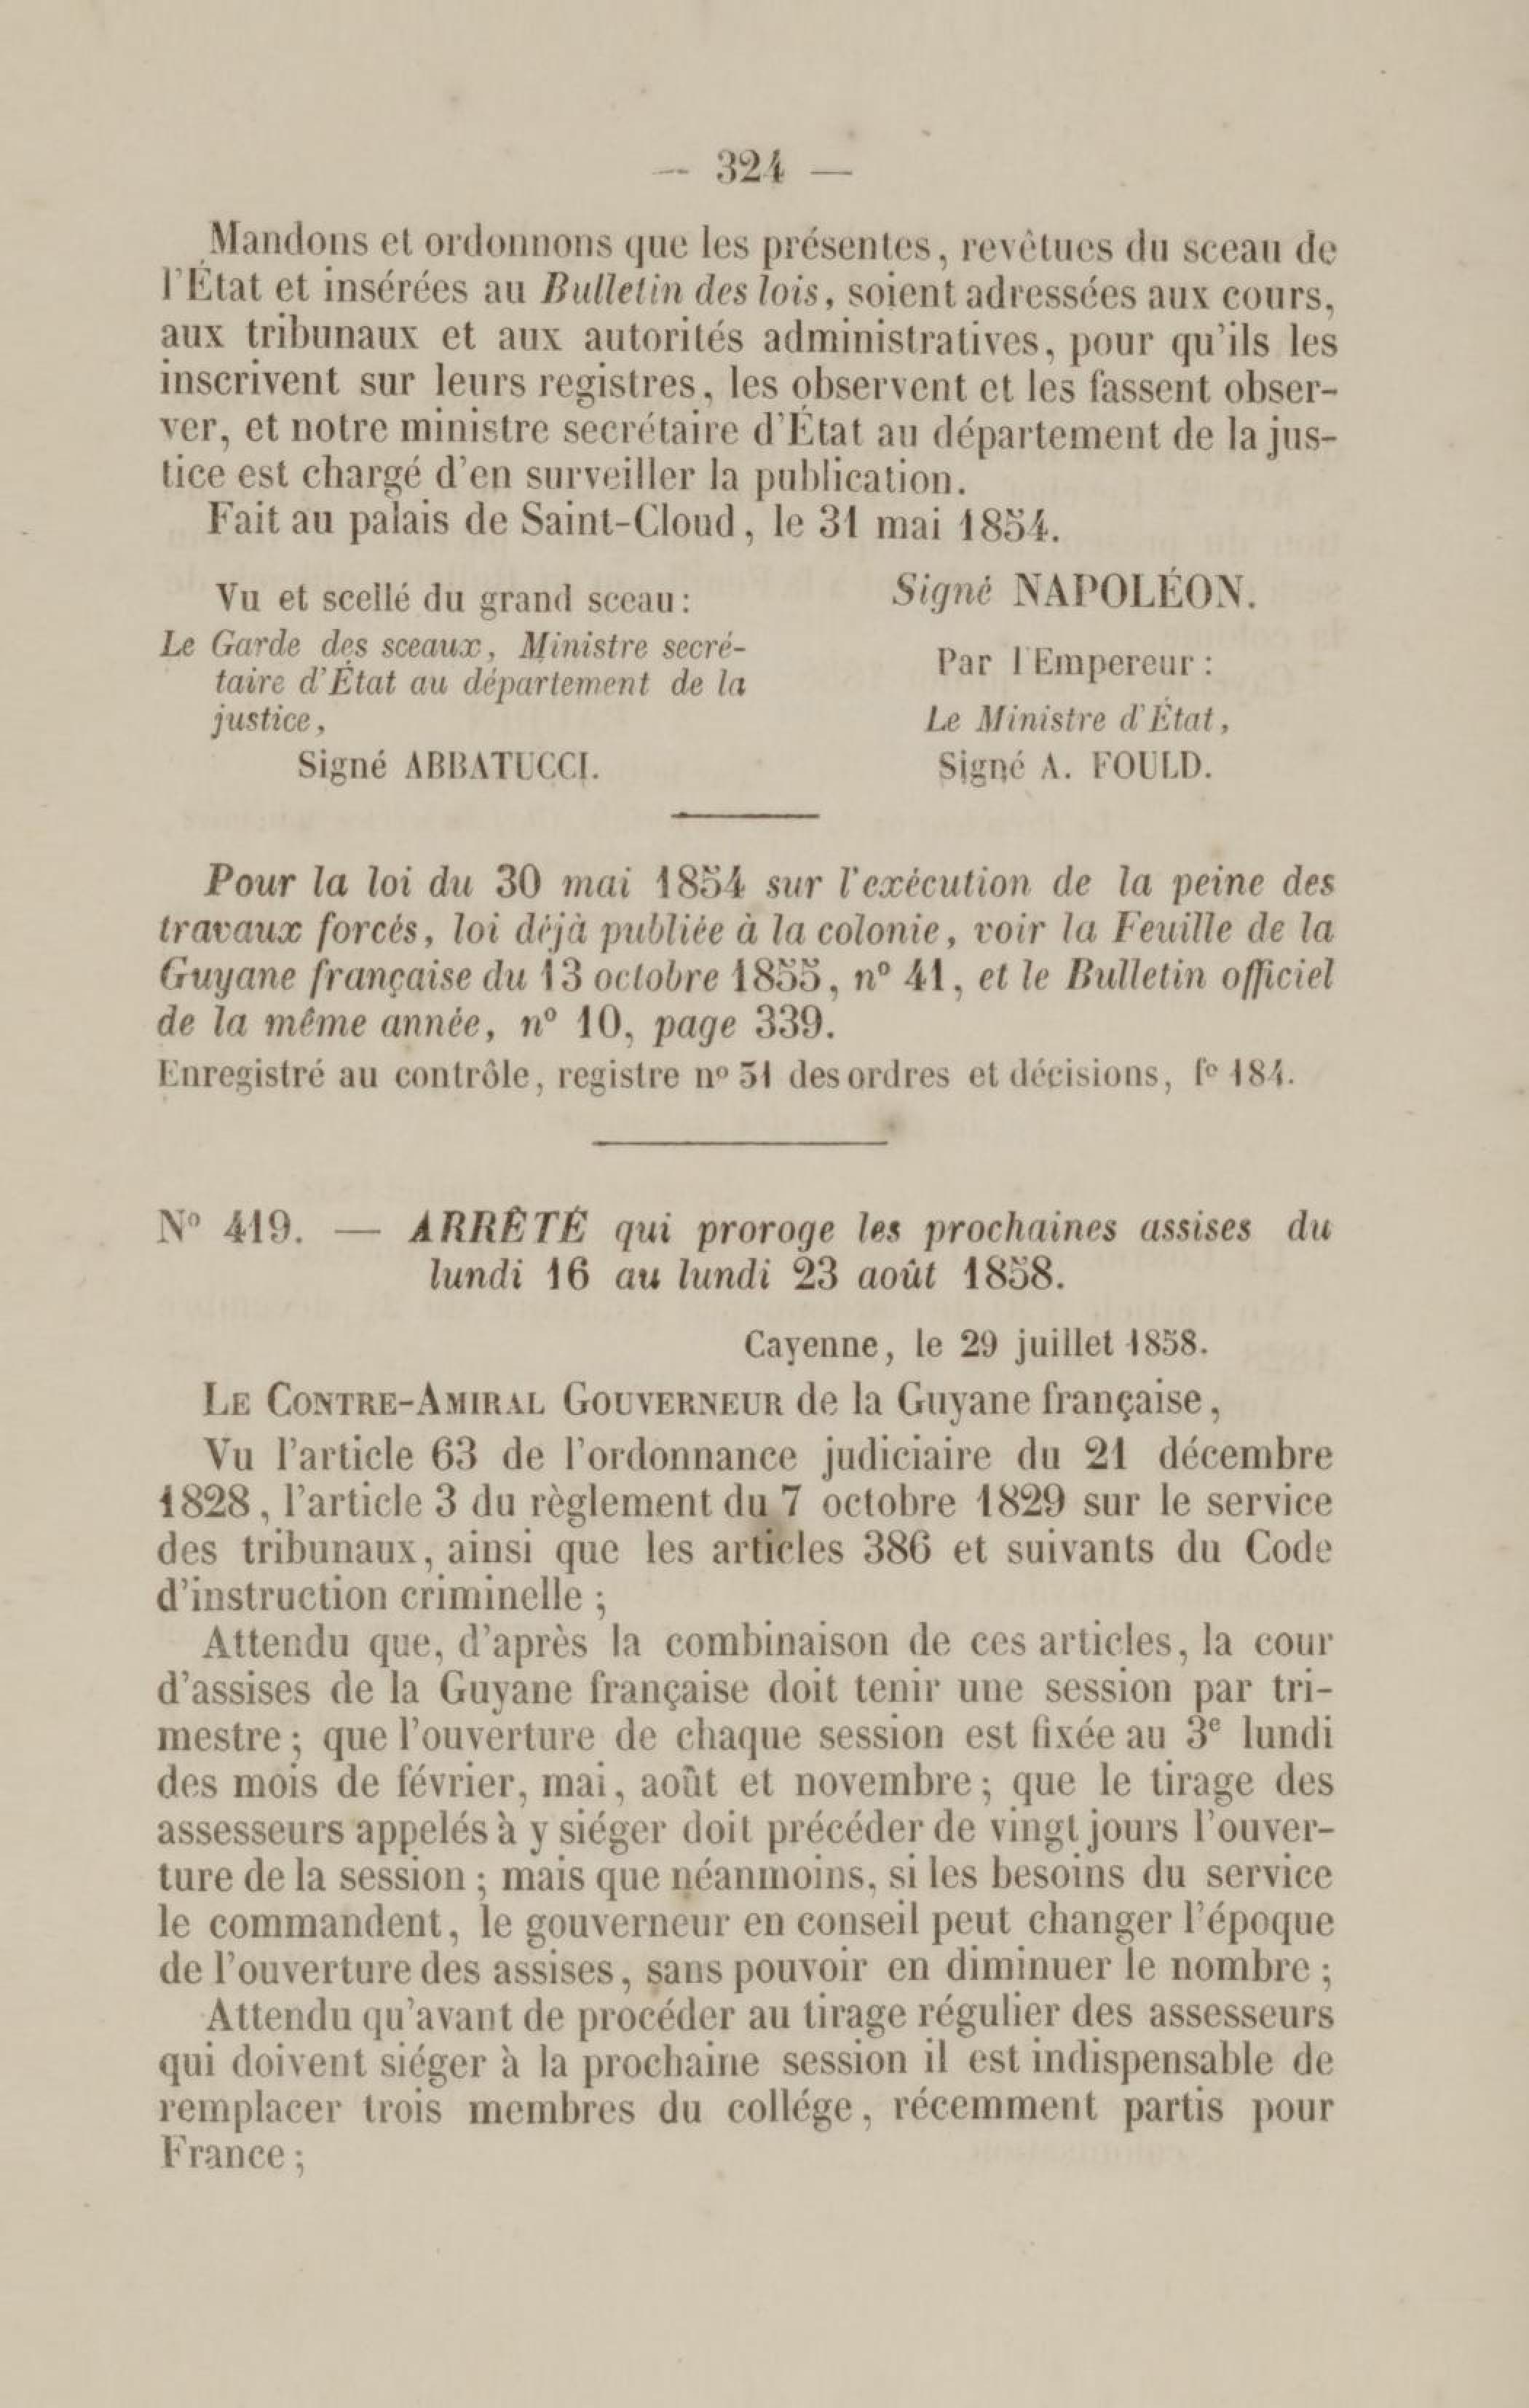 — 324 —
Mandons et ordonnons que les présentes, revêtues du sceau de
l'État et insérées au Bulletin des lois, soient adressées aux cours,
aux tribunaux et aux autorités administratives, pour qu'ils les
inscrivent sur leurs registres, les observent et les fassent obser-
ver, et notre ministre secrétaire d'État au département de la jus-
tice est chargé d'en surveiller la publication.
Fait au palais de Saint-Cloud, le 31 mai 1854.
Signé NAPOLÉON.
Vu et scellé du grand sceau:
Le Garde des sceaux, Ministre secré-
taire d'État au département de la
justice,
Signé ABBATUCCI.
Par l'Empereur:
Le Ministre d'État,
Signé A. FOULD.
Pour la loi du 30 mai 1854 sur l'exécution de la peine des
travaux forcés, loi déjà publiée à la colonie, voir la Feuille de la
Guyane française du 13 octobre 1855, n° 41, et le Bulletin officiel
de la même année, n° 10, page 339.
Enregistré au contrôle, registre n° 51 des ordres et décisions, f° 184.
N° 419. — ARRÊTÉ qui proroge les prochaines assises du
lundi 16 au lundi 23 août 1858.
Cayenne, le 29 juillet 1858.
LE CONTRE-AMIRAL GOUVERNEUR de la Guyane française,
Vu l'article 63 de l'ordonnance judiciaire du 21 décembre
1828, l'article 3 du règlement du 7 octobre 1829 sur le service
des tribunaux, ainsi que les articles 386 et suivants du Code
d'instruction criminelle;
Attendu que, d'après la combinaison de ces articles, la cour
d'assises de la Guyane française doit tenir une session par tri-
mestre; que l'ouverture de chaque session est fixée au 3e lundi
des mois de février, mai, août et novembre; que le tirage des
assesseurs appelés à y siéger doit précéder de vingt jours l'ouver-
ture de la session; mais que néanmoins, si les besoins du service
le commandent, le gouverneur en conseil peut changer l'époque
de l'ouverture des assises, sans pouvoir en diminuer le nombre;
Attendu qu'avant de procéder au tirage régulier des assesseurs
qui doivent siéger à la prochaine session il est indispensable de
remplacer trois membres du collége, récemment partis pour
France;